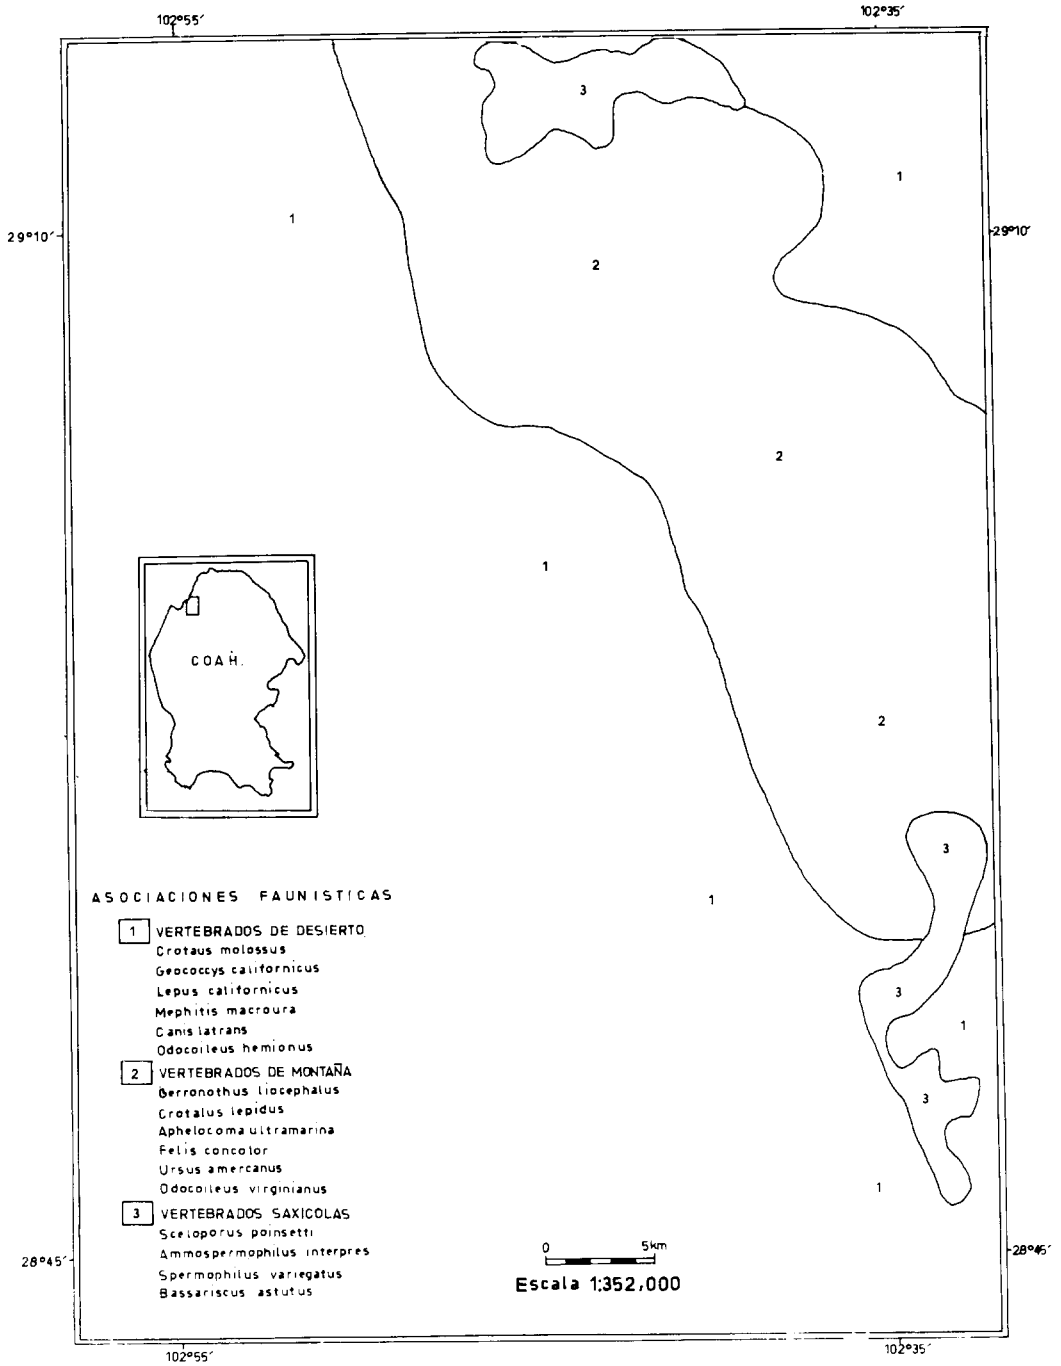 102°55′
102°35′
3
1
1
29°10′
29°10′
2
2
1
COAH.
2
3
1
ASOCIACIONES FAUNISTICAS
1 VERTEBRADOS DE DESIERTO
Crotaus molossus
Geococcys californicus
Lepus californicus
Mephitis macroura
Canis latrans
Odocoileus hemionus
2 VERTEBRADOS DE MONTAÑA
Gerronothus liocephalus
Crotalus lepidus
Aphelocoma ultramarina
Felis concolor
Ursus amercanus
Odocoileus virginianus
3 VERTEBRADOS SAXICOLAS
Sceloporus poinsetti
Ammospermophilus interpres
Spermophilus variegatus
Bassariscus astutus
3
1
3
1
0 5km
Escala 1:352,000
28°45′
28°45′
102°55′
102°35′